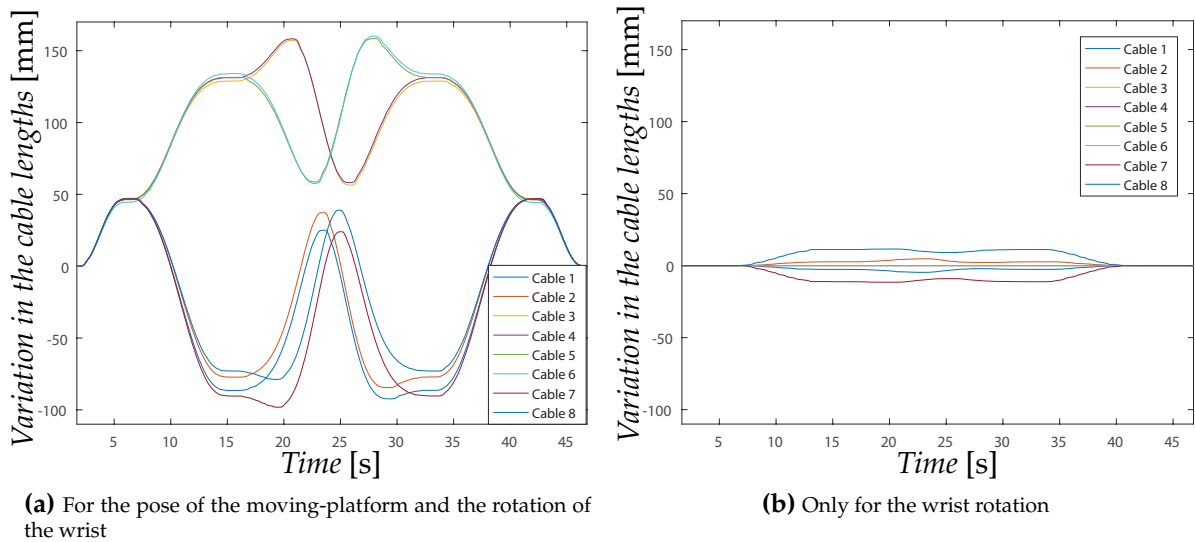 Variation in the cable lengths [mm]
150
100
50
0
-50
-100
Cable 1
Cable 2
Cable 3
Cable 4
Cable 5
Cable 6
Cable 7
Cable 8
5 10 15 20 25 30 35 40 45
Time [s]
(a) For the pose of the moving-platform and the rotation of
the wrist
Variation in the cable lengths [mm]
150
100
50
0
-50
-100
Cable 1
Cable 2
Cable 3
Cable 4
Cable 5
Cable 6
Cable 7
Cable 8
5 10 15 20 25 30 35 40 45
Time [s]
(b) Only for the wrist rotation